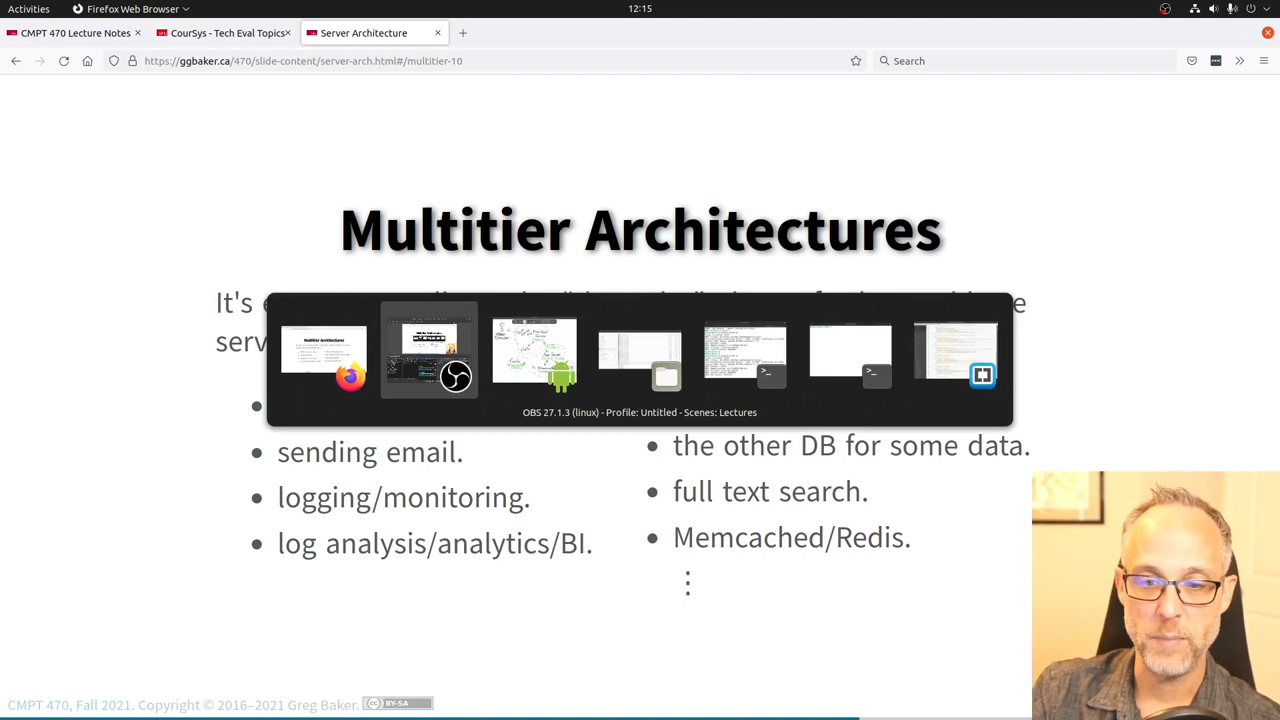 Activities
Firefox Web Browser
12:15
CMPT 470 Lecture Notes
CourSys - Tech Eval Topics
Server Architecture
https://ggbaker.ca/470/slide-content/server-arch.html#/multitier-10
Search
Multitier Architectures
It's
serv
OBS 27.1.3 (linux) - Profile: Untitled - Scenes: Lectures
sending email.
logging/monitoring.
log analysis/analytics/BI.
the other DB for some data.
full text search.
Memcached/Redis.
⋮
CMPT 470, Fall 2021. Copyright © 2016–2021 Greg Baker.
CC BY-SA